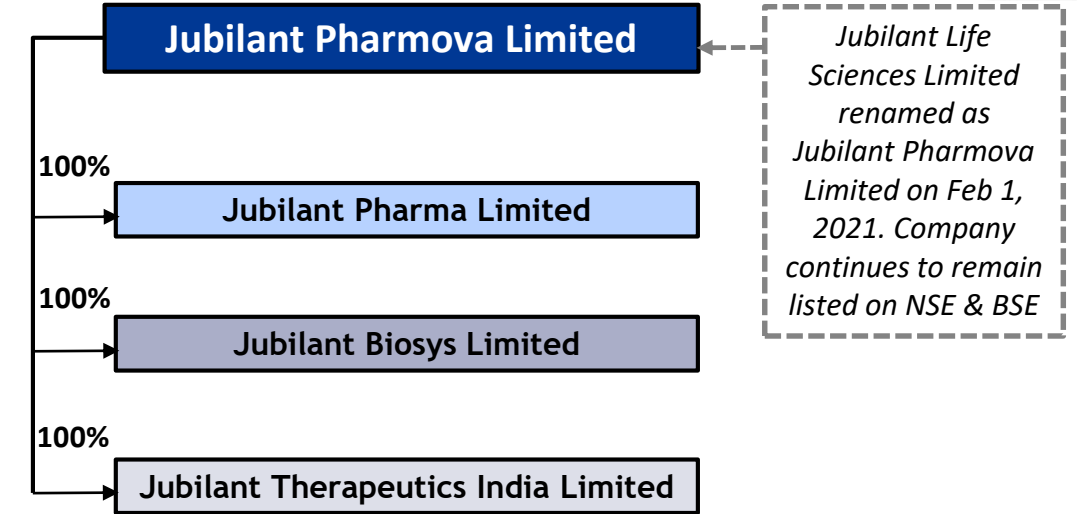 Jubilant Pharmova Limited
Jubilant Life
Sciences Limited
renamed as
Jubilant Pharmova
Limited on Feb 1,
2021. Company
continues to remain
listed on NSE & BSE
100%
Jubilant Pharma Limited
100%
Jubilant Biosys Limited
100%
Jubilant Therapeutics India Limited